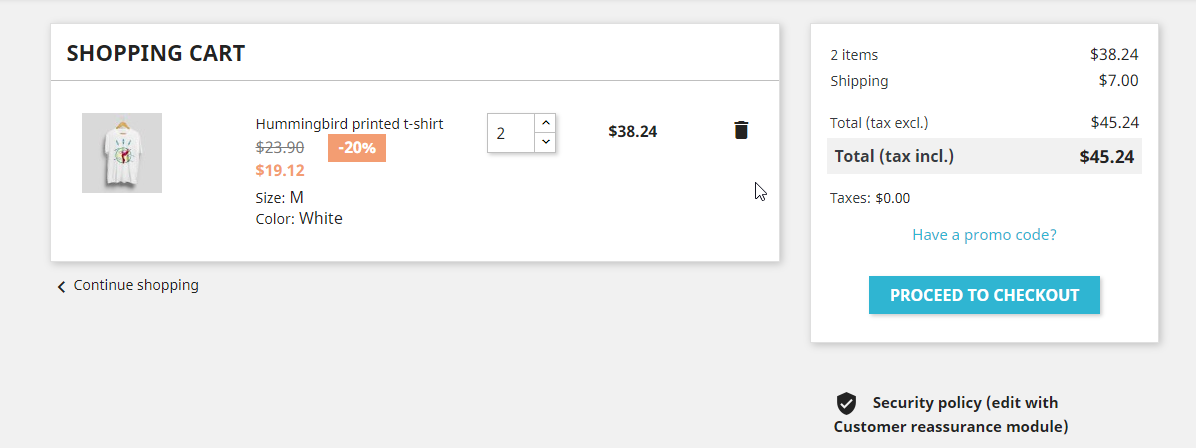 SHOPPING CART
Hummingbird printed t-shirt
$23.90 -20%
$19.12
Size: M
Color: White
2
$38.24
Continue shopping
2 items $38.24
Shipping $7.00
Total (tax excl.) $45.24
Total (tax incl.) $45.24
Taxes: $0.00
Have a promo code?
PROCEED TO CHECKOUT
Security policy (edit with
Customer reassurance module)